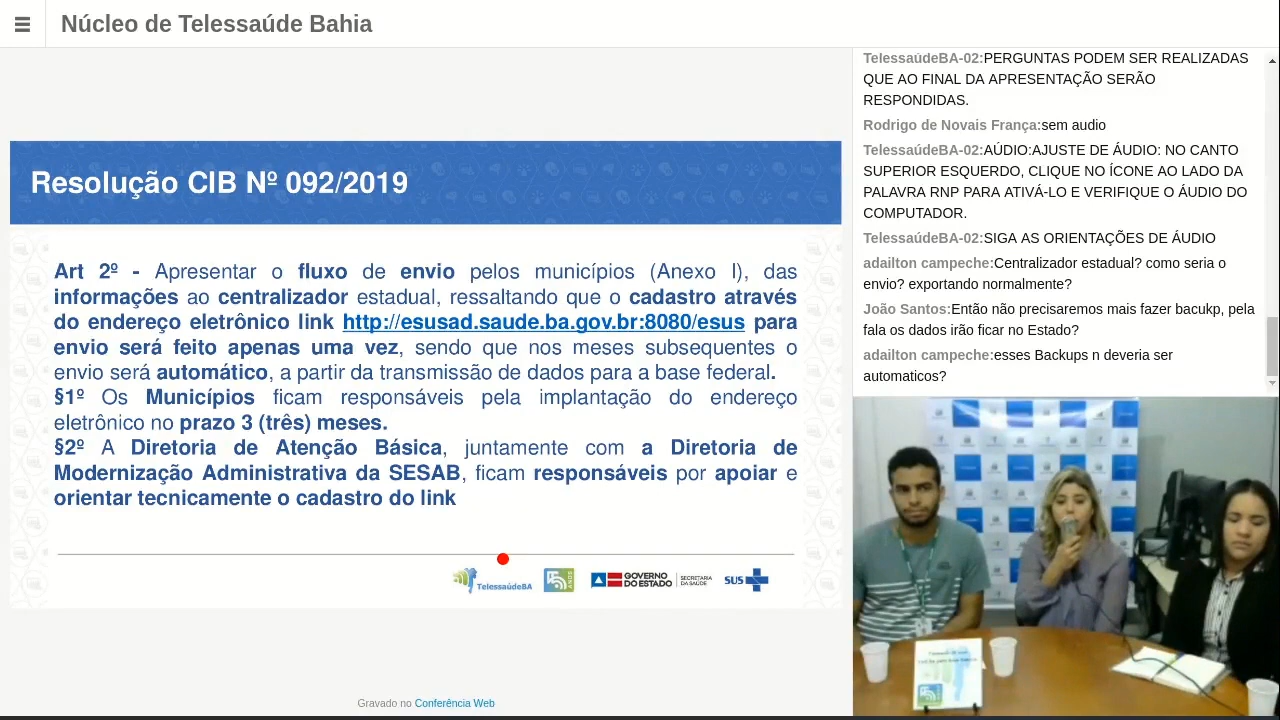 Núcleo de Telessaúde Bahia
Resolução CIB Nº 092/2019
Art 2º - Apresentar o fluxo de envio pelos municípios (Anexo I), das
informações ao centralizador estadual, ressaltando que o cadastro através
do endereço eletrônico link http://esusad.saude.ba.gov.br:8080/esus para
envio será feito apenas uma vez, sendo que nos meses subsequentes o
envio será automático, a partir da transmissão de dados para a base federal.
§1º Os Municípios ficam responsáveis pela implantação do endereço
eletrônico no prazo 3 (três) meses.
§2º A Diretoria de Atenção Básica, juntamente com a Diretoria de
Modernização Administrativa da SESAB, ficam responsáveis por apoiar e
orientar tecnicamente o cadastro do link
TelessaúdeBA
GOVERNO
DO ESTADO
SECRETARIA
DA SAÚDE
SUS
Gravado no Conferência Web
TelessaúdeBA-02:PERGUNTAS PODEM SER REALIZADAS
QUE AO FINAL DA APRESENTAÇÃO SERÃO
RESPONDIDAS.
Rodrigo de Novais França:sem audio
TelessaúdeBA-02:AÚDIO:AJUSTE DE ÁUDIO: NO CANTO
SUPERIOR ESQUERDO, CLIQUE NO ÍCONE AO LADO DA
PALAVRA RNP PARA ATIVÁ-LO E VERIFIQUE O ÁUDIO DO
COMPUTADOR.
TelessaúdeBA-02:SIGA AS ORIENTAÇÕES DE ÁUDIO
adailton campeche:Centralizador estadual? como seria o
envio? exportando normalmente?
João Santos:Então não precisaremos mais fazer bacukp, pela
fala os dados irão ficar no Estado?
adailton campeche:esses Backups n deveria ser
automaticos?